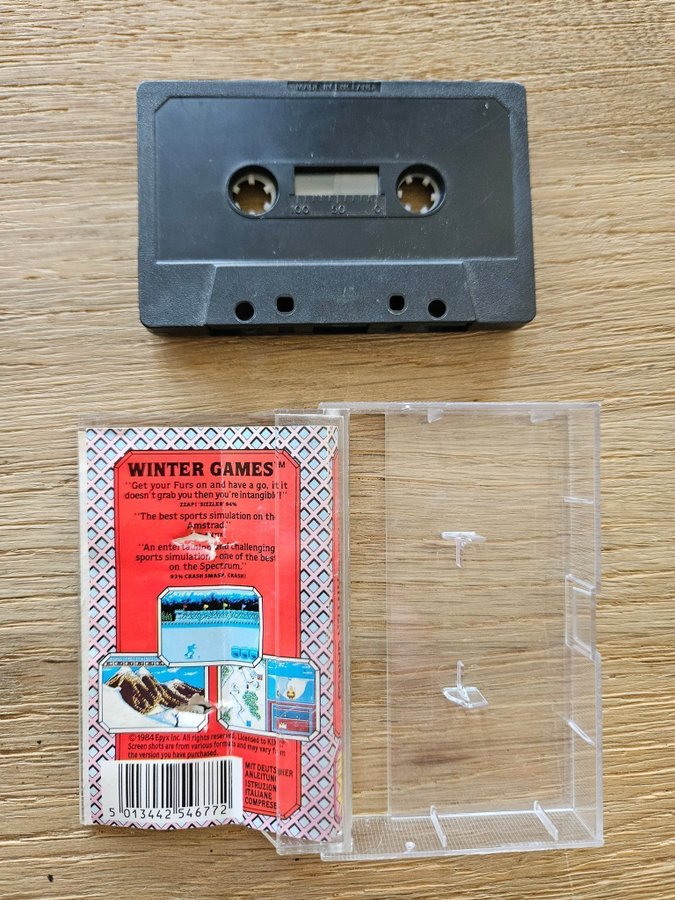 MADE IN ENGLAND
100 50 0
WINTER GAMES™
"Get your Furs on and have a go, if it
doesn't grab you then you're intangible!"
ZZAP! 'SIZZLER' 94%
"The best sports simulation on the
Amstrad."
"An entertaining and challenging
sports simulation - one of the best
on the Spectrum."
92% CRASH SMASH, CRASH!
©1984 Epyx Inc. All rights reserved. Licensed to KIXX.
Screen shots are from various formats and may vary from
the version you have purchased.
MIT DEUTSCHER
ANLEITUNG
ISTRUZIONI
ITALIANE
COMPRESE
5 013442 546772